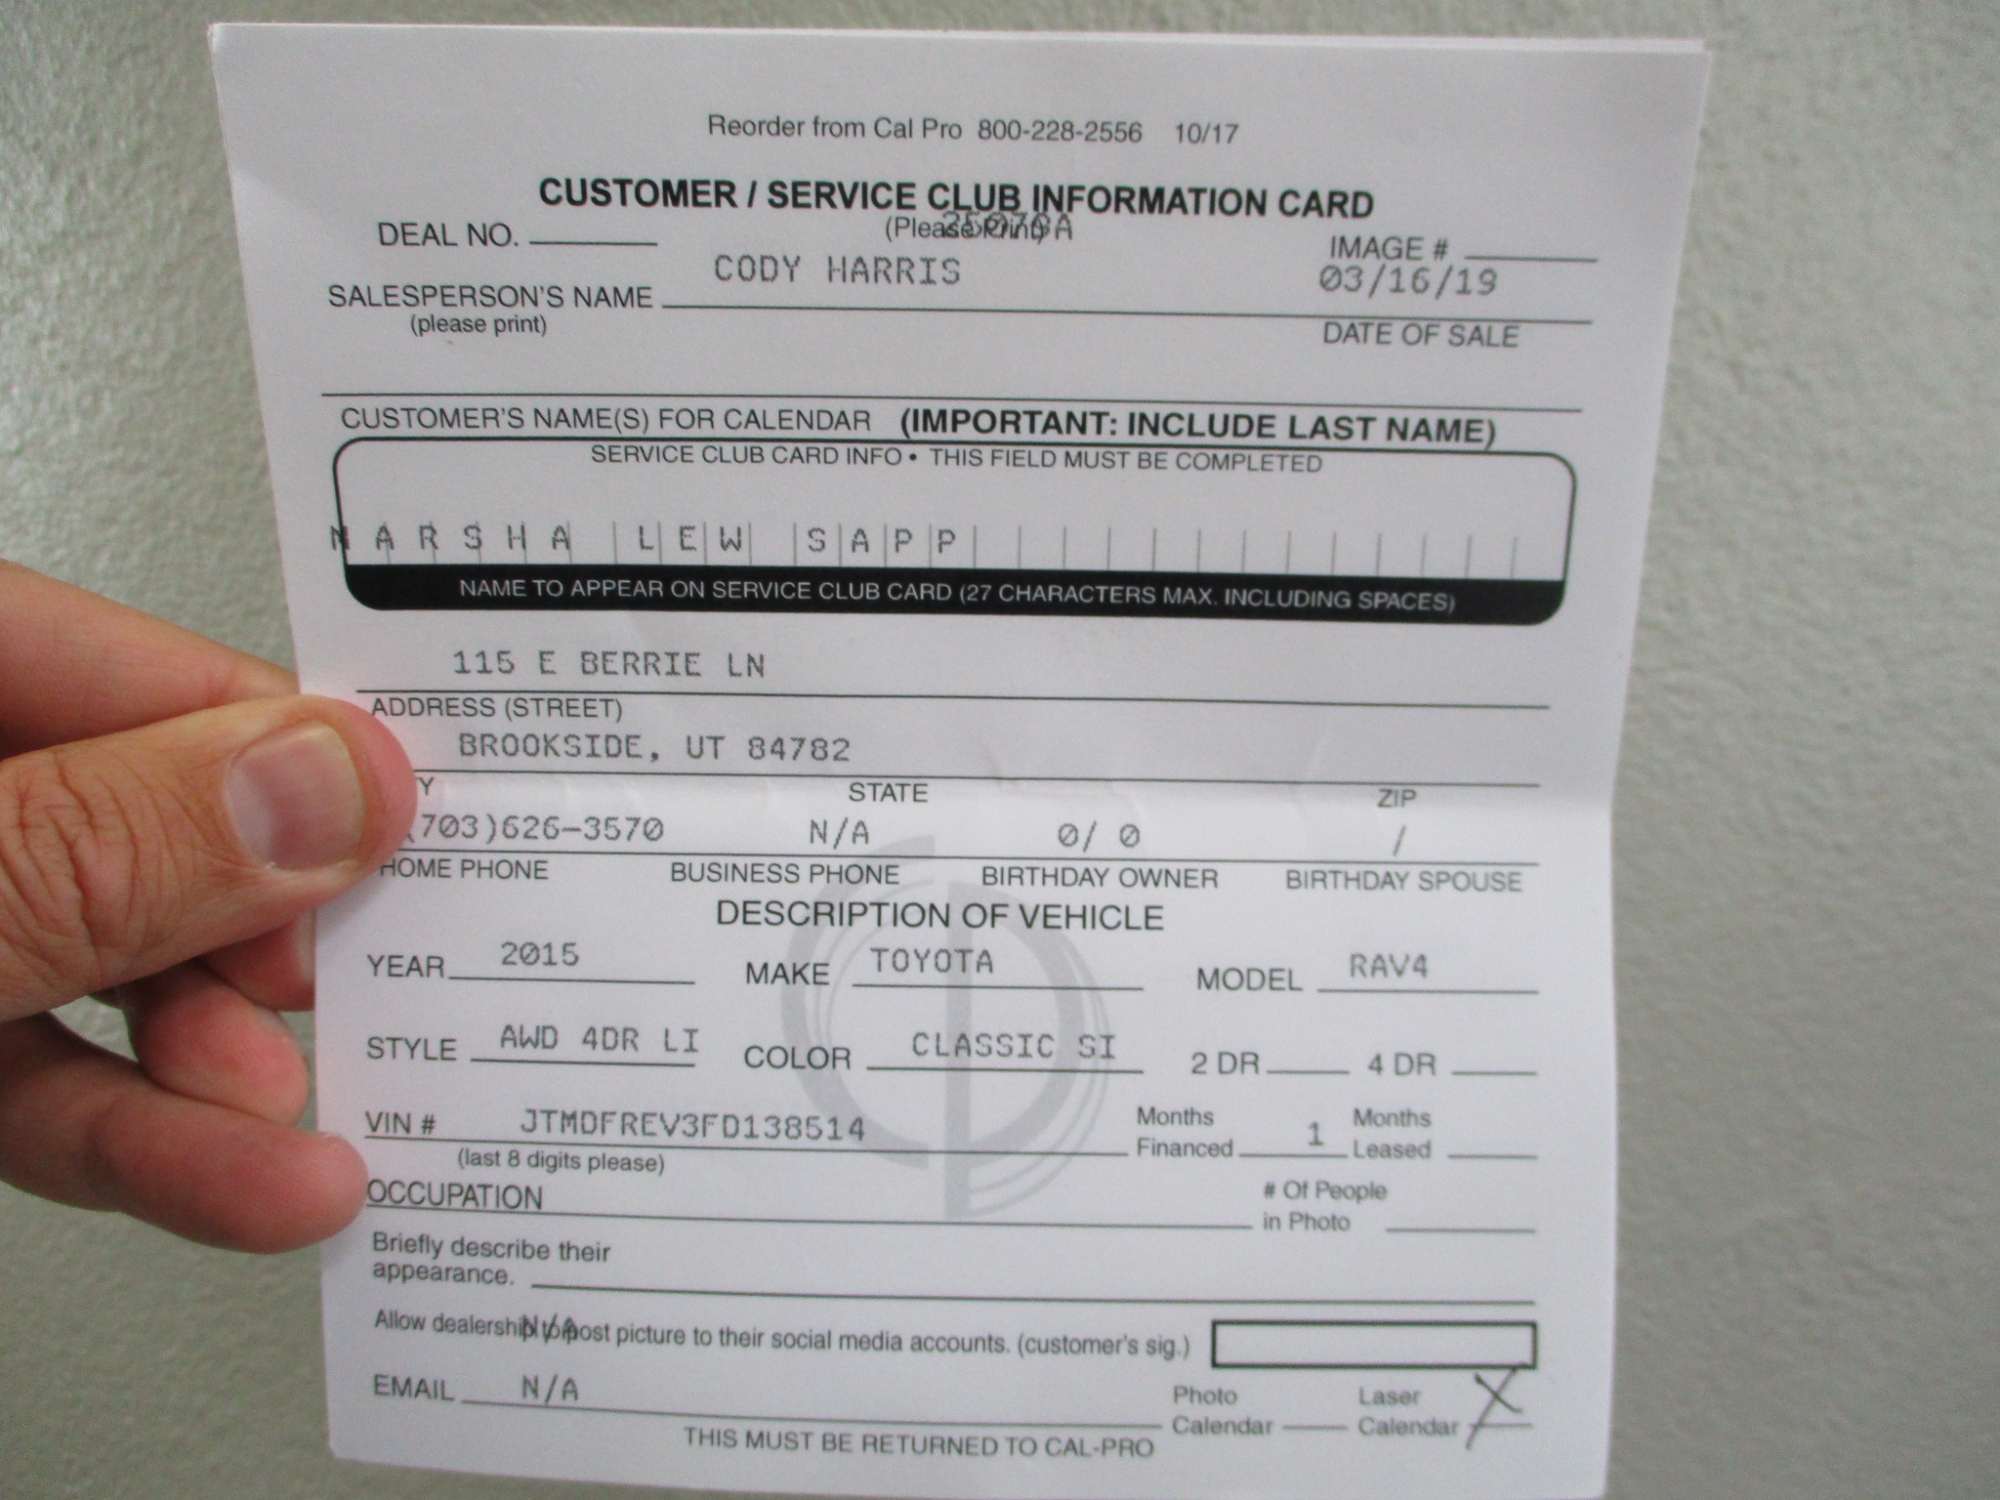 Reorder from Cal Pro 800-228-2556 10/17
CUSTOMER / SERVICE CLUB INFORMATION CARD
(Please Print)
DEAL NO. IMAGE #
CODY HARRIS 03/16/19
SALESPERSON'S NAME
(please print) DATE OF SALE
CUSTOMER'S NAME(S) FOR CALENDAR (IMPORTANT: INCLUDE LAST NAME)
SERVICE CLUB CARD INFO • THIS FIELD MUST BE COMPLETED
MARSHA LEW SAPP
NAME TO APPEAR ON SERVICE CLUB CARD (27 CHARACTERS MAX. INCLUDING SPACES)
115 E BERRIE LN
ADDRESS (STREET)
BROOKSIDE, UT 84782
Y STATE ZIP
(703)626-3570 N/A 0/ 0 /
HOME PHONE BUSINESS PHONE BIRTHDAY OWNER BIRTHDAY SPOUSE
DESCRIPTION OF VEHICLE
YEAR 2015 MAKE TOYOTA MODEL RAV4
STYLE AWD 4DR LI COLOR CLASSIC SI 2 DR 4 DR
VIN # JTMDFREV3FD138514 Months Financed 1 Months Leased
(last 8 digits please)
OCCUPATION # Of People in Photo
Briefly describe their
appearance.
Allow dealership to post picture to their social media accounts. (customer's sig.)
N/A
EMAIL N/A Photo Calendar Laser Calendar X
THIS MUST BE RETURNED TO CAL-PRO